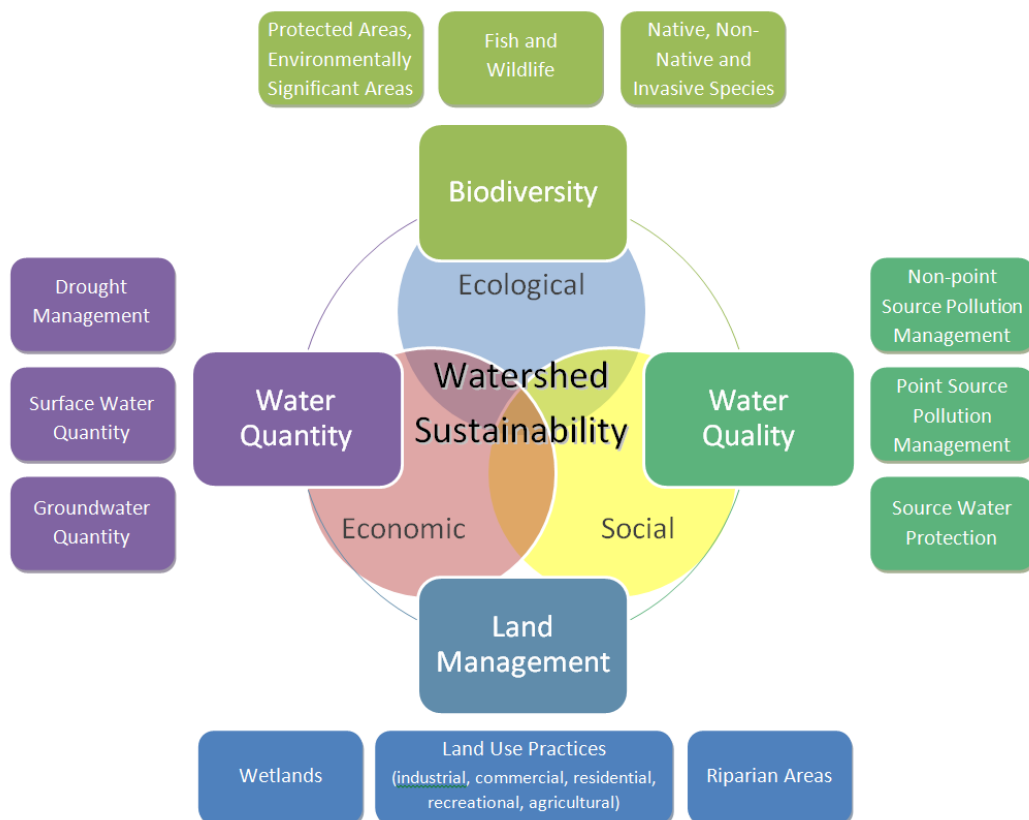 Protected Areas,
Environmentally
Significant Areas
Fish and
Wildlife
Native, Non-
Native and
Invasive Species
Biodiversity
Ecological
Drought
Management
Surface Water
Quantity
Groundwater
Quantity
Water
Quantity
Watershed
Sustainability
Water
Quality
Non-point
Source Pollution
Management
Point Source
Pollution
Management
Source Water
Protection
Economic
Social
Land
Management
Wetlands
Land Use Practices
(industrial, commercial, residential,
recreational, agricultural)
Riparian Areas